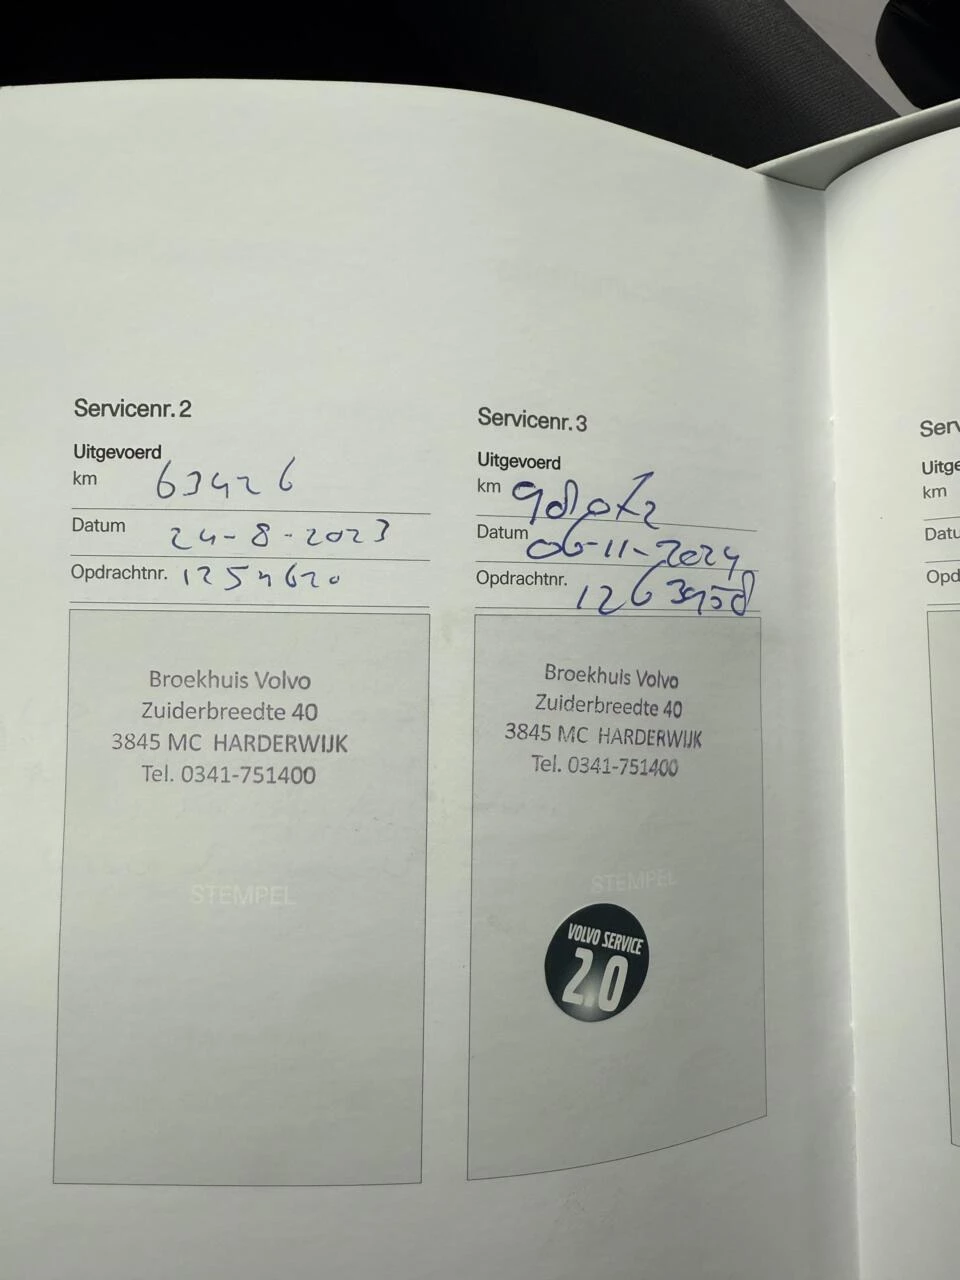 Servicenr. 2
Uitgevoerd
km 63426
Datum 24-8-2023
Opdrachtnr. 1254620
Broekhuis Volvo
Zuiderbreedte 40
3845 MC HARDERWIJK
Tel. 0341-751400
STEMPEL
Servicenr. 3
Uitgevoerd
km
Datum 06-11-2024
Opdrachtnr. 1263958
Broekhuis Volvo
Zuiderbreedte 40
3845 MC HARDERWIJK
Tel. 0341-751400
STEMPEL
VOLVO SERVICE
2.0
Serv
Uitge
km
Datu
Opd